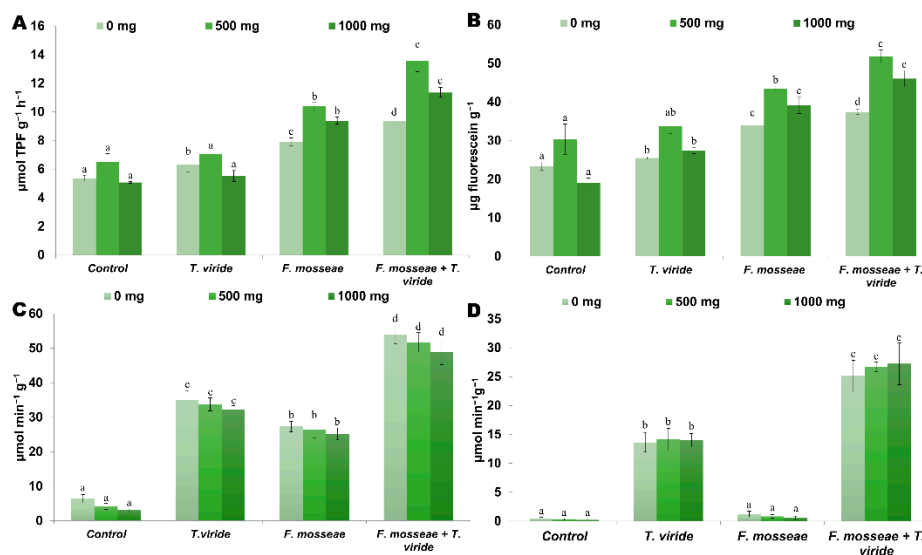 A
0 mg 500 mg 1000 mg
µmol TPF g⁻¹ h⁻¹
16
14
12
10
8
6
4
2
0
a a a
b a a
c b b
d c c
Control T. viride F. mosseae F. mosseae + T.
viride
B
0 mg 500 mg 1000 mg
µg fluorescein g⁻¹
60
50
40
30
20
10
0
a a a
b ab b
c b c
c c c
Control T. viride F. mosseae F. mosseae + T.
viride
C
0 mg 500 mg 1000 mg
µmol min⁻¹ g⁻¹
60
50
40
30
20
10
0
a a a
c c c
b b b
d d d
Control T.viride F. mosseae F. mosseae + T.
viride
D
0 mg 500 mg 1000 mg
µmol min⁻¹g⁻¹
35
30
25
20
15
10
5
0
a a a
b b b
a a a
c c c
Control T. viride F. mosseae F. mosseae + T.
viride